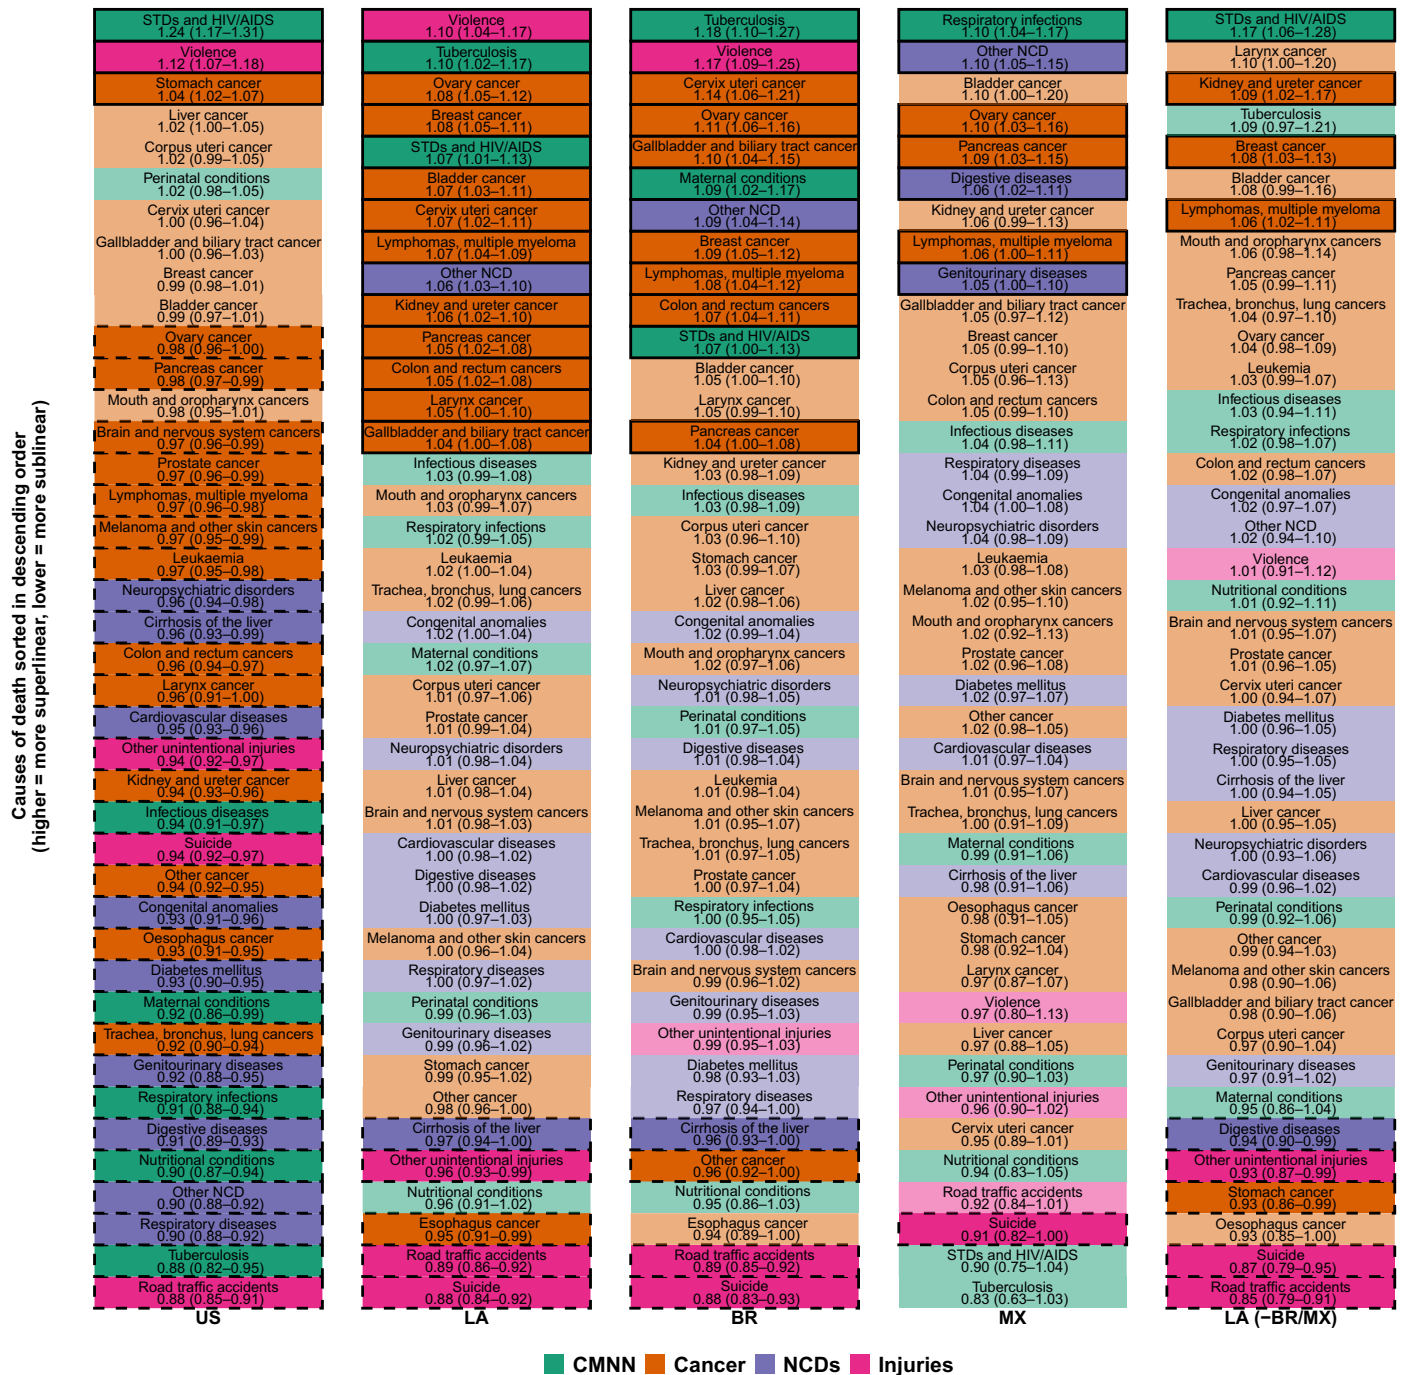 Causes of death sorted in descending order
(higher = more superlinear, lower = more sublinear)
STDs and HIV/AIDS
1.24 (1.17–1.31)
Violence
1.12 (1.07–1.18)
Stomach cancer
1.04 (1.02–1.07)
Liver cancer
1.02 (1.00–1.05)
Corpus uteri cancer
1.02 (0.99–1.05)
Perinatal conditions
1.02 (0.98–1.05)
Cervix uteri cancer
1.00 (0.96–1.04)
Gallbladder and biliary tract cancer
1.00 (0.96–1.03)
Breast cancer
0.99 (0.98–1.01)
Bladder cancer
0.99 (0.97–1.01)
Ovary cancer
0.98 (0.96–1.00)
Pancreas cancer
0.98 (0.97–0.99)
Mouth and oropharynx cancers
0.98 (0.95–1.01)
Brain and nervous system cancers
0.97 (0.96–0.99)
Prostate cancer
0.97 (0.96–0.99)
Lymphomas, multiple myeloma
0.97 (0.96–0.98)
Melanoma and other skin cancers
0.97 (0.95–0.99)
Leukaemia
0.97 (0.95–0.98)
Neuropsychiatric disorders
0.96 (0.94–0.98)
Cirrhosis of the liver
0.96 (0.93–0.99)
Colon and rectum cancers
0.96 (0.94–0.97)
Larynx cancer
0.96 (0.91–1.00)
Cardiovascular diseases
0.95 (0.93–0.96)
Other unintentional injuries
0.94 (0.92–0.97)
Kidney and ureter cancer
0.94 (0.93–0.96)
Infectious diseases
0.94 (0.91–0.97)
Suicide
0.94 (0.92–0.97)
Other cancer
0.94 (0.92–0.95)
Congenital anomalies
0.93 (0.91–0.96)
Oesophagus cancer
0.93 (0.91–0.95)
Diabetes mellitus
0.93 (0.90–0.95)
Maternal conditions
0.92 (0.86–0.99)
Trachea, bronchus, lung cancers
0.92 (0.90–0.94)
Genitourinary diseases
0.92 (0.88–0.95)
Respiratory infections
0.91 (0.88–0.94)
Digestive diseases
0.91 (0.89–0.93)
Nutritional conditions
0.90 (0.87–0.94)
Other NCD
0.90 (0.88–0.92)
Respiratory diseases
0.90 (0.88–0.92)
Tuberculosis
0.88 (0.82–0.95)
Road traffic accidents
0.88 (0.85–0.91)
US
Violence
1.10 (1.04–1.17)
Tuberculosis
1.10 (1.02–1.17)
Ovary cancer
1.08 (1.05–1.12)
Breast cancer
1.08 (1.05–1.11)
STDs and HIV/AIDS
1.07 (1.01–1.13)
Bladder cancer
1.07 (1.03–1.11)
Cervix uteri cancer
1.07 (1.02–1.11)
Lymphomas, multiple myeloma
1.07 (1.04–1.09)
Other NCD
1.06 (1.03–1.10)
Kidney and ureter cancer
1.06 (1.02–1.10)
Pancreas cancer
1.05 (1.02–1.08)
Colon and rectum cancers
1.05 (1.02–1.08)
Larynx cancer
1.05 (1.00–1.10)
Gallbladder and biliary tract cancer
1.04 (1.00–1.08)
Infectious diseases
1.03 (0.99–1.08)
Mouth and oropharynx cancers
1.03 (0.99–1.07)
Respiratory infections
1.02 (0.99–1.05)
Leukaemia
1.02 (1.00–1.04)
Trachea, bronchus, lung cancers
1.02 (0.99–1.06)
Congenital anomalies
1.02 (1.00–1.04)
Maternal conditions
1.02 (0.97–1.07)
Corpus uteri cancer
1.01 (0.97–1.06)
Prostate cancer
1.01 (0.99–1.04)
Neuropsychiatric disorders
1.01 (0.98–1.04)
Liver cancer
1.01 (0.98–1.04)
Brain and nervous system cancers
1.01 (0.98–1.03)
Cardiovascular diseases
1.00 (0.98–1.02)
Digestive diseases
1.00 (0.98–1.02)
Diabetes mellitus
1.00 (0.97–1.03)
Melanoma and other skin cancers
1.00 (0.96–1.04)
Respiratory diseases
1.00 (0.97–1.02)
Perinatal conditions
0.99 (0.96–1.03)
Genitourinary diseases
0.99 (0.96–1.02)
Stomach cancer
0.99 (0.95–1.02)
Other cancer
0.98 (0.96–1.00)
Cirrhosis of the liver
0.97 (0.94–1.00)
Other unintentional injuries
0.96 (0.93–0.99)
Nutritional conditions
0.96 (0.91–1.02)
Esophagus cancer
0.95 (0.91–0.99)
Road traffic accidents
0.89 (0.86–0.92)
Suicide
0.88 (0.84–0.92)
LA
Tuberculosis
1.18 (1.10–1.27)
Violence
1.17 (1.09–1.25)
Cervix uteri cancer
1.14 (1.06–1.21)
Ovary cancer
1.11 (1.06–1.16)
Gallbladder and biliary tract cancer
1.10 (1.04–1.15)
Maternal conditions
1.09 (1.02–1.17)
Other NCD
1.09 (1.04–1.14)
Breast cancer
1.09 (1.05–1.12)
Lymphomas, multiple myeloma
1.08 (1.04–1.12)
Colon and rectum cancers
1.07 (1.04–1.11)
STDs and HIV/AIDS
1.07 (1.00–1.13)
Bladder cancer
1.05 (1.00–1.10)
Larynx cancer
1.05 (0.99–1.10)
Pancreas cancer
1.04 (1.00–1.08)
Kidney and ureter cancer
1.03 (0.98–1.09)
Infectious diseases
1.03 (0.98–1.09)
Corpus uteri cancer
1.03 (0.96–1.10)
Stomach cancer
1.03 (0.99–1.07)
Liver cancer
1.02 (0.98–1.06)
Congenital anomalies
1.02 (0.99–1.04)
Mouth and oropharynx cancers
1.02 (0.97–1.06)
Neuropsychiatric disorders
1.01 (0.98–1.05)
Perinatal conditions
1.01 (0.97–1.05)
Digestive diseases
1.01 (0.98–1.04)
Leukemia
1.01 (0.98–1.04)
Melanoma and other skin cancers
1.01 (0.95–1.07)
Trachea, bronchus, lung cancers
1.01 (0.97–1.05)
Prostate cancer
1.00 (0.97–1.04)
Respiratory infections
1.00 (0.95–1.05)
Cardiovascular diseases
1.00 (0.98–1.02)
Brain and nervous system cancers
0.99 (0.96–1.02)
Genitourinary diseases
0.99 (0.95–1.03)
Other unintentional injuries
0.99 (0.95–1.03)
Diabetes mellitus
0.98 (0.93–1.03)
Respiratory diseases
0.97 (0.94–1.00)
Cirrhosis of the liver
0.96 (0.93–1.00)
Other cancer
0.96 (0.92–1.00)
Nutritional conditions
0.95 (0.86–1.03)
Esophagus cancer
0.94 (0.89–1.00)
Road traffic accidents
0.89 (0.85–0.92)
Suicide
0.88 (0.83–0.93)
BR
Respiratory infections
1.10 (1.04–1.17)
Other NCD
1.10 (1.05–1.15)
Bladder cancer
1.10 (1.00–1.20)
Ovary cancer
1.10 (1.03–1.16)
Pancreas cancer
1.09 (1.03–1.15)
Digestive diseases
1.06 (1.02–1.11)
Kidney and ureter cancer
1.06 (0.99–1.13)
Lymphomas, multiple myeloma
1.06 (1.00–1.11)
Genitourinary diseases
1.05 (1.00–1.10)
Gallbladder and biliary tract cancer
1.05 (0.97–1.12)
Breast cancer
1.05 (0.99–1.10)
Corpus uteri cancer
1.05 (0.96–1.13)
Colon and rectum cancers
1.05 (0.99–1.10)
Infectious diseases
1.04 (0.98–1.11)
Respiratory diseases
1.04 (0.99–1.09)
Congenital anomalies
1.04 (1.00–1.08)
Neuropsychiatric disorders
1.04 (0.98–1.09)
Leukaemia
1.03 (0.98–1.08)
Melanoma and other skin cancers
1.02 (0.95–1.10)
Mouth and oropharynx cancers
1.02 (0.92–1.13)
Prostate cancer
1.02 (0.96–1.08)
Diabetes mellitus
1.02 (0.97–1.07)
Other cancer
1.02 (0.98–1.05)
Cardiovascular diseases
1.01 (0.97–1.04)
Brain and nervous system cancers
1.01 (0.95–1.07)
Trachea, bronchus, lung cancers
1.00 (0.91–1.09)
Maternal conditions
0.99 (0.91–1.06)
Cirrhosis of the liver
0.98 (0.91–1.06)
Oesophagus cancer
0.98 (0.91–1.05)
Stomach cancer
0.98 (0.92–1.04)
Larynx cancer
0.97 (0.87–1.07)
Violence
0.97 (0.80–1.13)
Liver cancer
0.97 (0.88–1.05)
Perinatal conditions
0.97 (0.90–1.03)
Other unintentional injuries
0.96 (0.90–1.02)
Cervix uteri cancer
0.95 (0.89–1.01)
Nutritional conditions
0.94 (0.83–1.05)
Road traffic accidents
0.92 (0.84–1.01)
Suicide
0.91 (0.82–1.00)
STDs and HIV//AIDS
0.90 (0.75–1.04)
Tuberculosis
0.83 (0.63–1.03)
MX
STDs and HIV/AIDS
1.17 (1.06–1.28)
Larynx cancer
1.10 (1.00–1.20)
Kidney and ureter cancer
1.09 (1.02–1.17)
Tuberculosis
1.09 (0.97–1.21)
Breast cancer
1.08 (1.03–1.13)
Bladder cancer
1.08 (0.99–1.16)
Lymphomas, multiple myeloma
1.06 (1.02–1.11)
Mouth and oropharynx cancers
1.06 (0.98–1.14)
Pancreas cancer
1.05 (0.99–1.11)
Trachea, bronchus, lung cancers
1.04 (0.97–1.10)
Ovary cancer
1.04 (0.98–1.09)
Leukemia
1.03 (0.99–1.07)
Infectious diseases
1.03 (0.94–1.11)
Respiratory infections
1.02 (0.98–1.07)
Colon and rectum cancers
1.02 (0.98–1.07)
Congenital anomalies
1.02 (0.97–1.07)
Other NCD
1.02 (0.94–1.10)
Violence
1.01 (0.91–1.12)
Nutritional conditions
1.01 (0.92–1.11)
Brain and nervous system cancers
1.01 (0.95–1.07)
Prostate cancer
1.01 (0.96–1.05)
Cervix uteri cancer
1.00 (0.94–1.07)
Diabetes mellitus
1.00 (0.96–1.05)
Respiratory diseases
1.00 (0.95–1.05)
Cirrhosis of the liver
1.00 (0.94–1.05)
Liver cancer
1.00 (0.95–1.05)
Neuropsychiatric disorders
1.00 (0.93–1.06)
Cardiovascular diseases
0.99 (0.96–1.02)
Perinatal conditions
0.99 (0.92–1.06)
Other cancer
0.99 (0.94–1.03)
Melanoma and other skin cancers
0.98 (0.90–1.06)
Gallbladder and biliary tract cancer
0.98 (0.90–1.06)
Corpus uteri cancer
0.97 (0.90–1.04)
Genitourinary diseases
0.97 (0.91–1.02)
Maternal conditions
0.95 (0.86–1.04)
Digestive diseases
0.94 (0.90–0.99)
Other unintentional injuries
0.93 (0.87–0.99)
Stomach cancer
0.93 (0.86–0.99)
Oesophagus cancer
0.93 (0.85–1.00)
Suicide
0.87 (0.79–0.95)
Road traffic accidents
0.85 (0.79–0.91)
LA (−BR/MX)
CMNN
Cancer
NCDs
Injuries